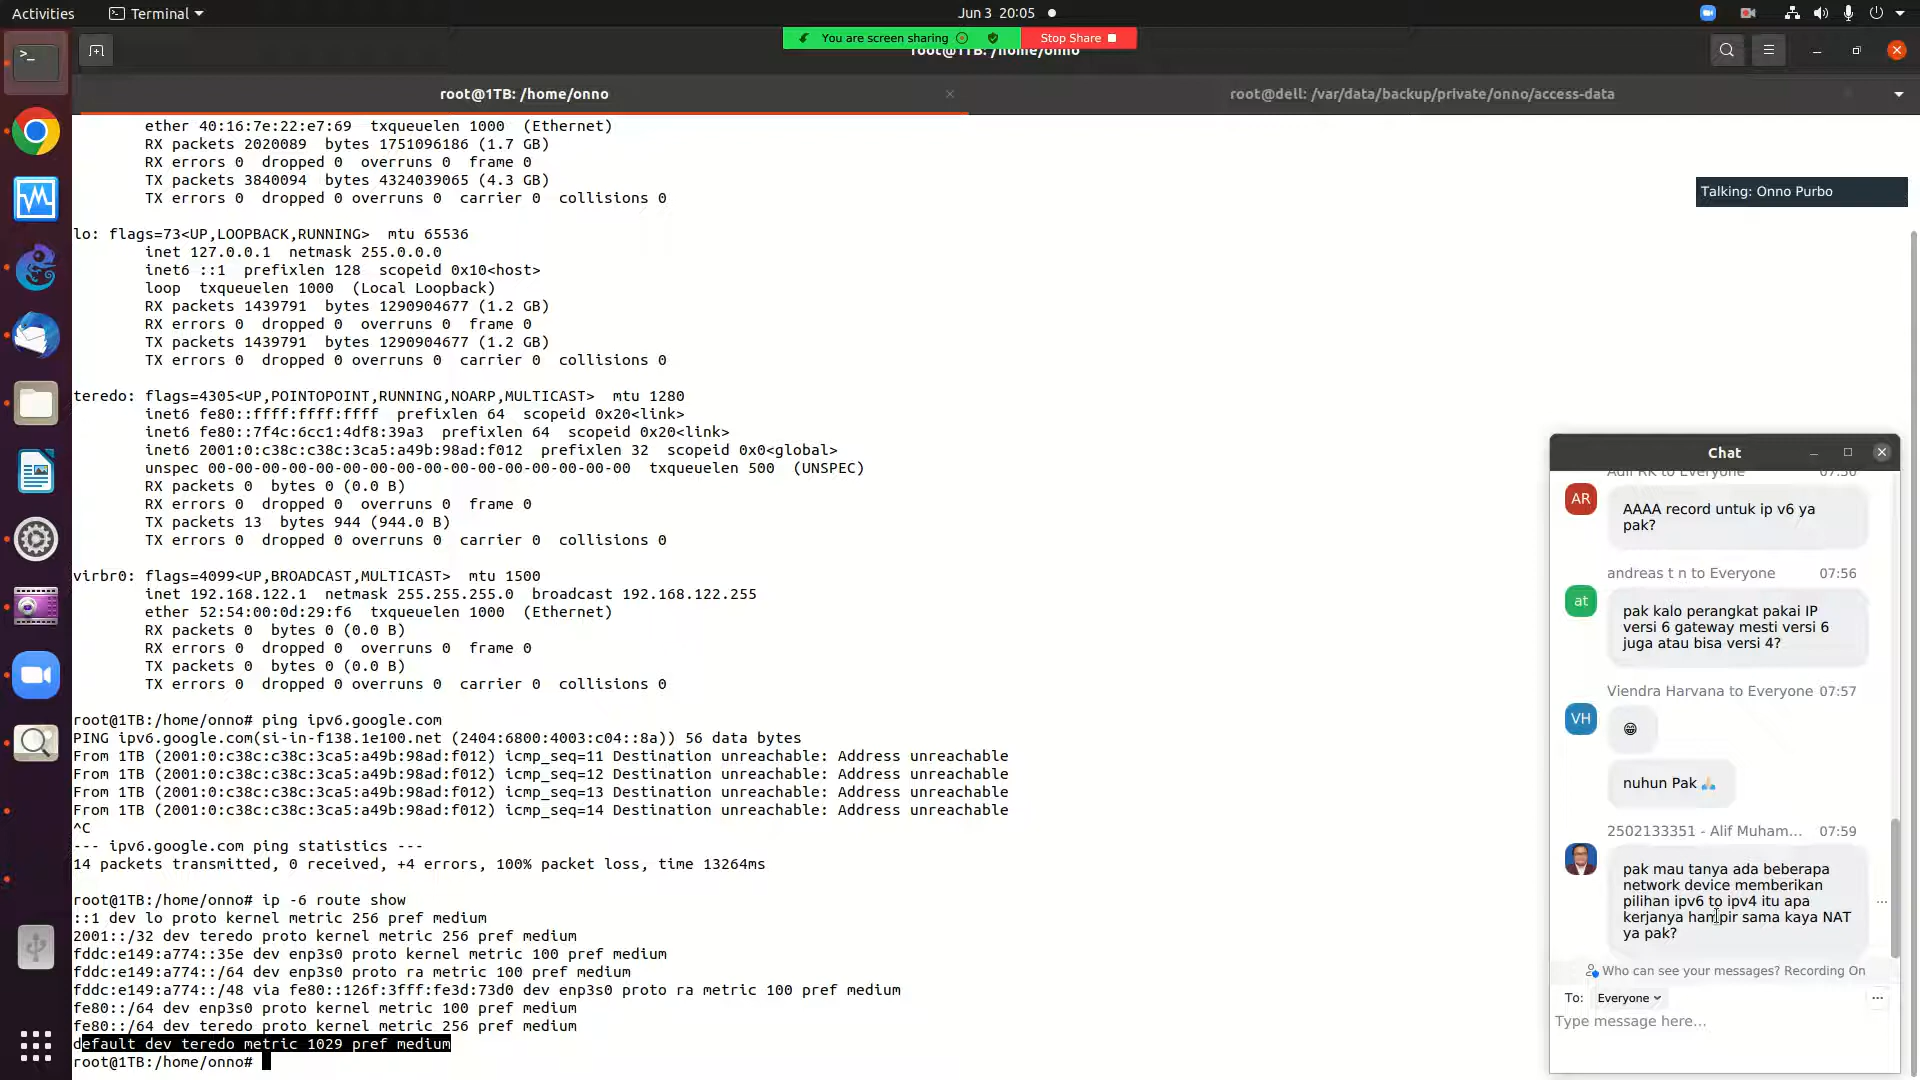 Activities
Terminal
Jun 3 20:05
You are screen sharing
Stop Share
root@1TB: /home/onno
root@1TB: /home/onno
root@dell: /var/data/backup/private/onno/access-data
ether 40:16:7e:22:e7:69 txqueuelen 1000 (Ethernet)
RX packets 2020089 bytes 1751096186 (1.7 GB)
RX errors 0 dropped 0 overruns 0 frame 0
TX packets 3840094 bytes 4324039065 (4.3 GB)
TX errors 0 dropped 0 overruns 0 carrier 0 collisions 0
lo: flags=73<UP,LOOPBACK,RUNNING> mtu 65536
inet 127.0.0.1 netmask 255.0.0.0
inet6 ::1 prefixlen 128 scopeid 0x10<host>
loop txqueuelen 1000 (Local Loopback)
RX packets 1439791 bytes 1290904677 (1.2 GB)
RX errors 0 dropped 0 overruns 0 frame 0
TX packets 1439791 bytes 1290904677 (1.2 GB)
TX errors 0 dropped 0 overruns 0 carrier 0 collisions 0
teredo: flags=4305<UP,POINTOPOINT,RUNNING,NOARP,MULTICAST> mtu 1280
inet6 fe80::ffff:ffff:ffff prefixlen 64 scopeid 0x20<link>
inet6 fe80::7f4c:6cc1:4df8:39a3 prefixlen 64 scopeid 0x20<link>
inet6 2001:0:c38c:c38c:3ca5:a49b:98ad:f012 prefixlen 32 scopeid 0x0<global>
unspec 00-00-00-00-00-00-00-00-00-00-00-00-00-00-00-00 txqueuelen 500 (UNSPEC)
RX packets 0 bytes 0 (0.0 B)
RX errors 0 dropped 0 overruns 0 frame 0
TX packets 13 bytes 944 (944.0 B)
TX errors 0 dropped 0 overruns 0 carrier 0 collisions 0
virbr0: flags=4099<UP,BROADCAST,MULTICAST> mtu 1500
inet 192.168.122.1 netmask 255.255.255.0 broadcast 192.168.122.255
ether 52:54:00:0d:29:f6 txqueuelen 1000 (Ethernet)
RX packets 0 bytes 0 (0.0 B)
RX errors 0 dropped 0 overruns 0 frame 0
TX packets 0 bytes 0 (0.0 B)
TX errors 0 dropped 0 overruns 0 carrier 0 collisions 0
root@1TB:/home/onno# ping ipv6.google.com
PING ipv6.google.com(si-in-f138.1e100.net (2404:6800:4003:c04::8a)) 56 data bytes
From 1TB (2001:0:c38c:c38c:3ca5:a49b:98ad:f012) icmp_seq=11 Destination unreachable: Address unreachable
From 1TB (2001:0:c38c:c38c:3ca5:a49b:98ad:f012) icmp_seq=12 Destination unreachable: Address unreachable
From 1TB (2001:0:c38c:c38c:3ca5:a49b:98ad:f012) icmp_seq=13 Destination unreachable: Address unreachable
From 1TB (2001:0:c38c:c38c:3ca5:a49b:98ad:f012) icmp_seq=14 Destination unreachable: Address unreachable
^C
--- ipv6.google.com ping statistics ---
14 packets transmitted, 0 received, +4 errors, 100% packet loss, time 13264ms
root@1TB:/home/onno# ip -6 route show
::1 dev lo proto kernel metric 256 pref medium
2001::/32 dev teredo proto kernel metric 256 pref medium
fddc:e149:a774::35e dev enp3s0 proto kernel metric 100 pref medium
fddc:e149:a774::/64 dev enp3s0 proto ra metric 100 pref medium
fddc:e149:a774::/48 via fe80::126f:3fff:fe3d:73d0 dev enp3s0 proto ra metric 100 pref medium
fe80::/64 dev enp3s0 proto kernel metric 100 pref medium
fe80::/64 dev teredo proto kernel metric 256 pref medium
default dev teredo metric 1029 pref medium
root@1TB:/home/onno#
Talking: Onno Purbo
Chat
Adif RK to Everyone 07:56
AR
AAAA record untuk ip v6 ya
pak?
andreas t n to Everyone 07:56
at
pak kalo perangkat pakai IP
versi 6 gateway mesti versi 6
juga atau bisa versi 4?
Viendra Harvana to Everyone 07:57
VH
😁
nuhun Pak 🙏🏻
2502133351 - Alif Muham... 07:59
pak mau tanya ada beberapa
network device memberikan
pilihan ipv6 to ipv4 itu apa
kerjanya hampir sama kaya NAT
ya pak?
Who can see your messages? Recording On
To: Everyone
Type message here...